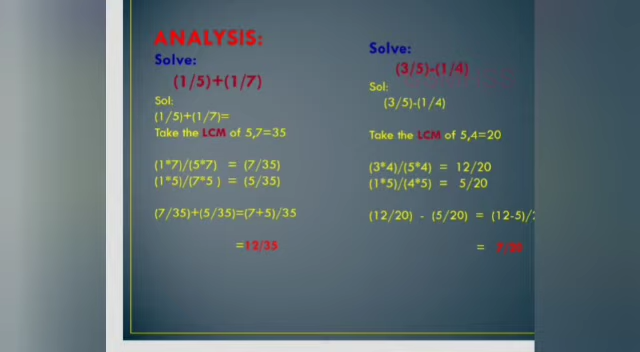 ANALYSIS:
Solve:
(1/5)+(1/7)
Sol:
(1/5)+(1/7)=
Take the LCM of 5,7=35
(1*7)/(5*7) = (7/35)
(1*5)/(7*5 ) = (5/35)
(7/35)+(5/35)=(7+5)/35
=12/35
Solve:
(3/5)-(1/4)
Sol:
(3/5)-(1/4)
Take the LCM of 5,4=20
(3*4)/(5*4) = 12/20
(1*5)/(4*5) = 5/20
(12/20) - (5/20) = (12-5)/2
= 7/20